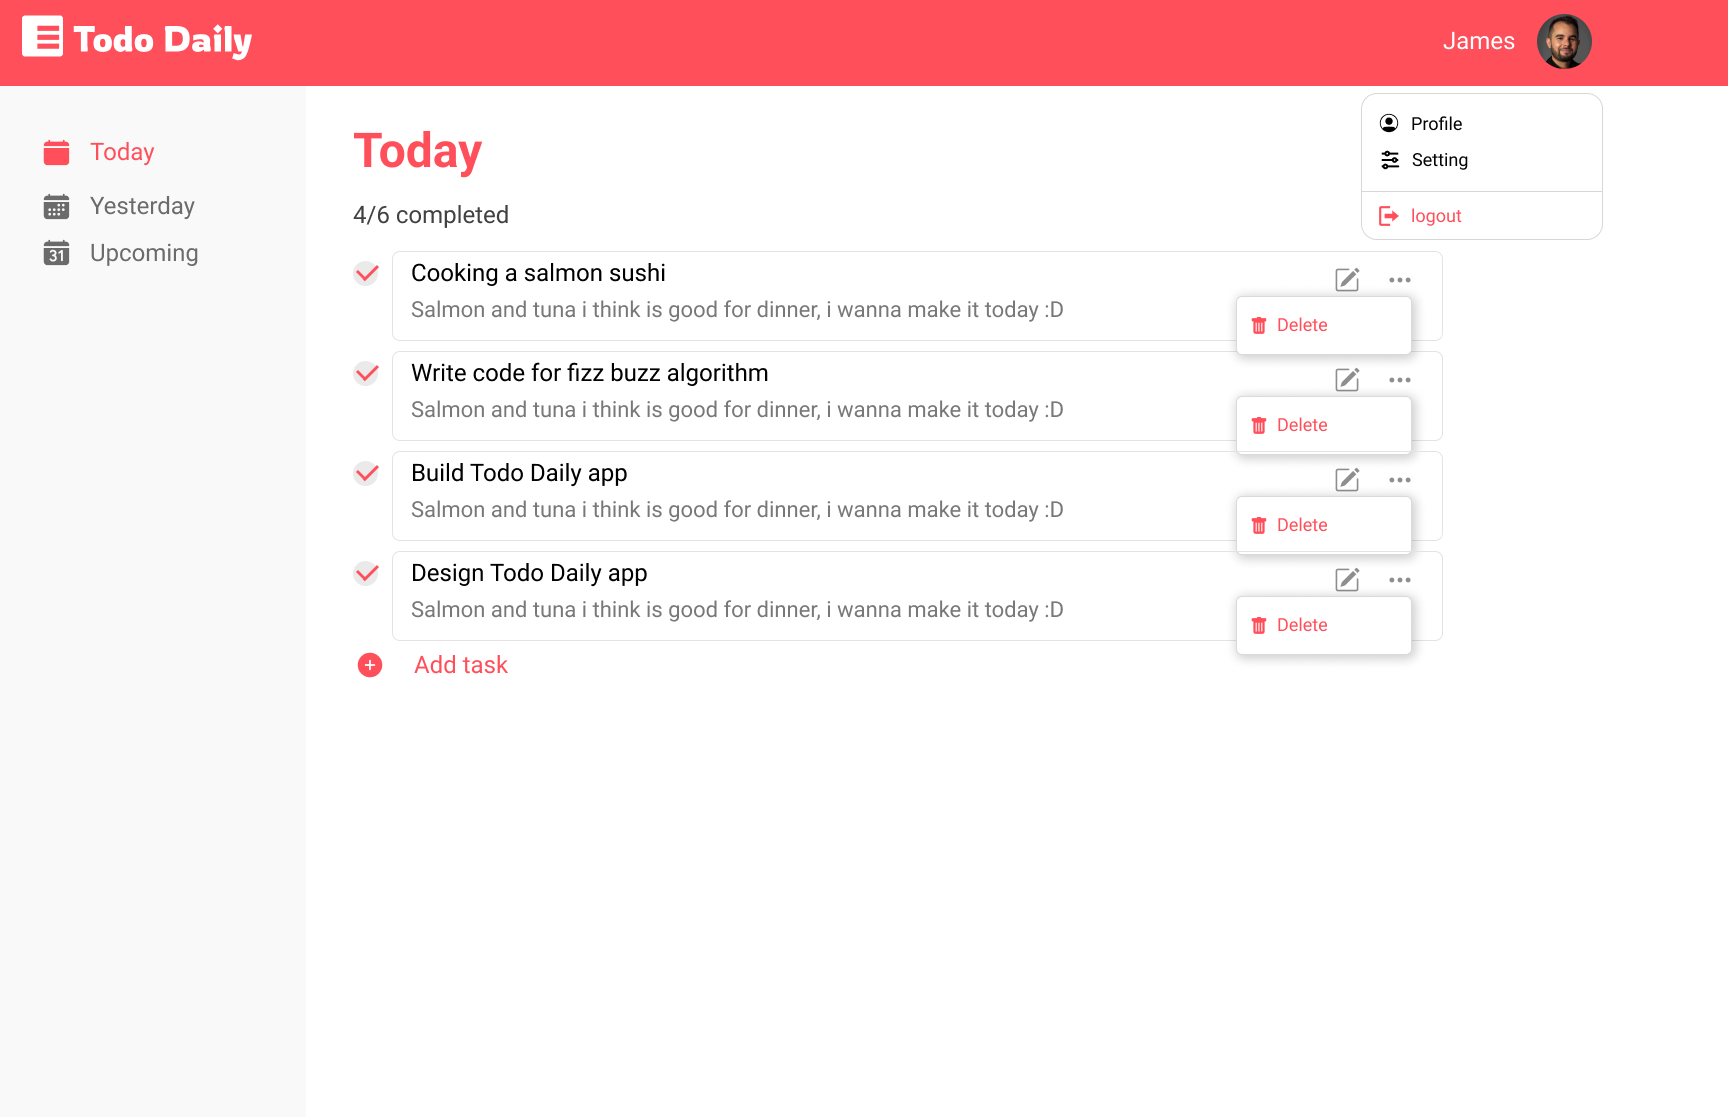 Todo Daily
James
Profile
Setting
logout
Today
Yesterday
31
Upcoming
Today
4/6 completed
Cooking a salmon sushi
Salmon and tuna i think is good for dinner, i wanna make it today :D
Delete
Write code for fizz buzz algorithm
Salmon and tuna i think is good for dinner, i wanna make it today :D
Delete
Build Todo Daily app
Salmon and tuna i think is good for dinner, i wanna make it today :D
Delete
Design Todo Daily app
Salmon and tuna i think is good for dinner, i wanna make it today :D
Delete
Add task